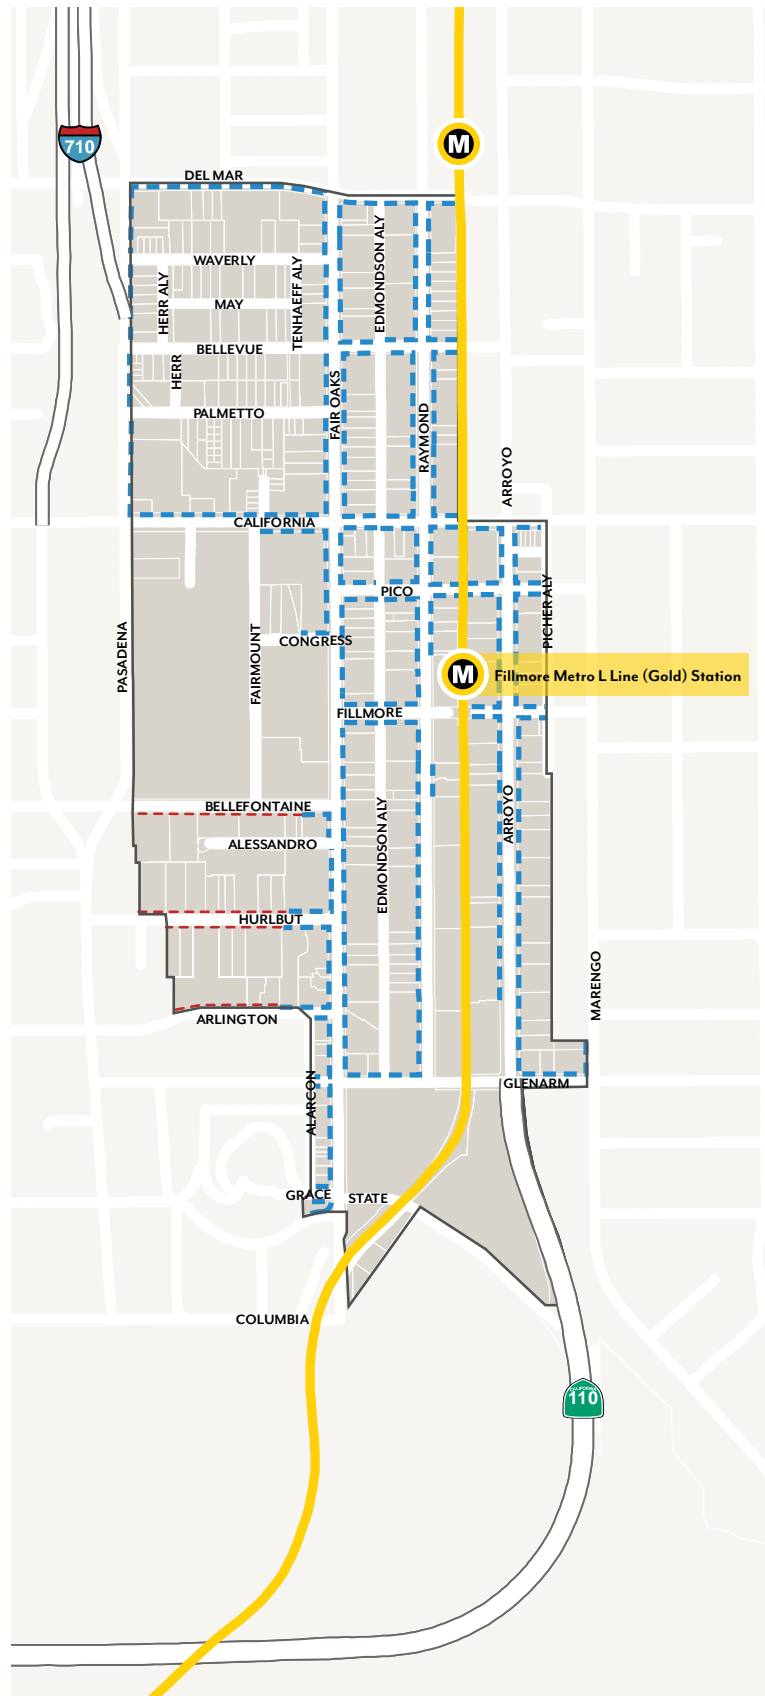 M
710
DEL MAR
EDMONDSON ALY
WAVERLY
TENHAEFF ALY
HERR ALY
MAY
BELLEVUE
HERR
FAIR OAKS
PALMETTO
RAYMOND
ARROYO
CALIFORNIA
PICO
PICHER ALY
CONGRESS
PASADENA
FAIRMOUNT
M
Fillmore Metro L Line (Gold) Station
FILLMORE
BELLEFONTAINE
ARROYO
ALESSANDRO
EDMONDSON ALY
HURLBUT
MARENGO
ARLINGTON
GLENARM
ALARCON
GRACE
STATE
COLUMBIA
CALIFORNIA
110